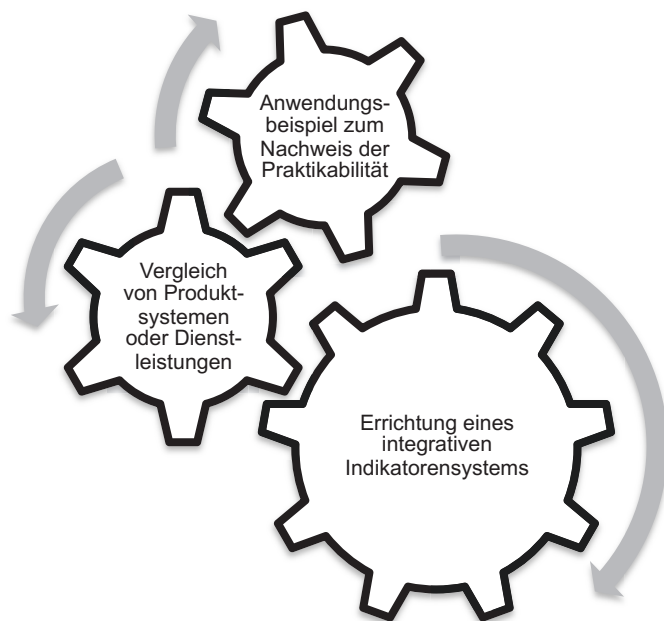 Anwendungs-
beispiel zum
Nachweis der
Praktikabilität
Vergleich
von Produkt-
systemen
oder Dienst-
leistungen
Errichtung eines
integrativen
Indikatorensystems